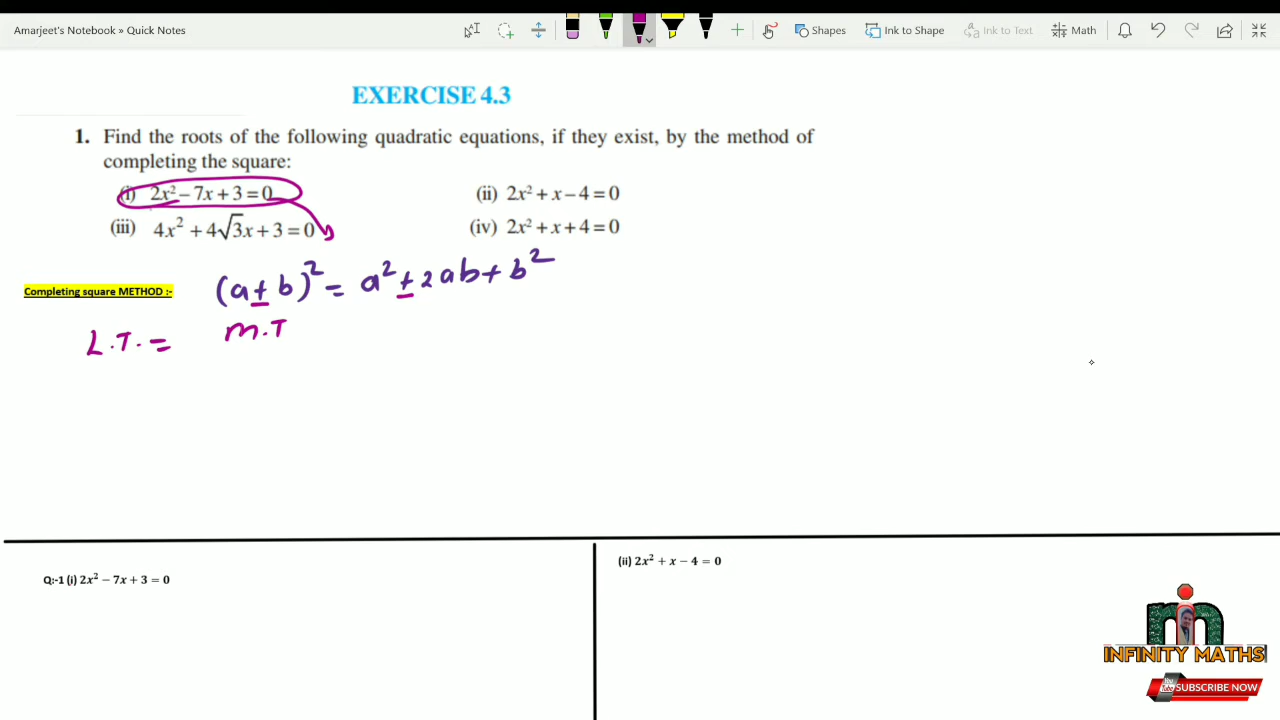 Amarjeet's Notebook » Quick Notes
Shapes
Ink to Shape
Ink to Text
Math
EXERCISE 4.3
1. Find the roots of the following quadratic equations, if they exist, by the method of
completing the square:
(i) 2x² – 7x + 3 = 0
(ii) 2x² + x – 4 = 0
(iii) 4x² + 4√3x + 3 = 0
(iv) 2x² + x + 4 = 0
Completing square METHOD :-
(a ± b)² = a² ± 2ab + b²
L.T. = m.T
Q:-1 (i) 2x² − 7x + 3 = 0
(ii) 2x² + x − 4 = 0
INFINITY MATHS
You Tube SUBSCRIBE NOW